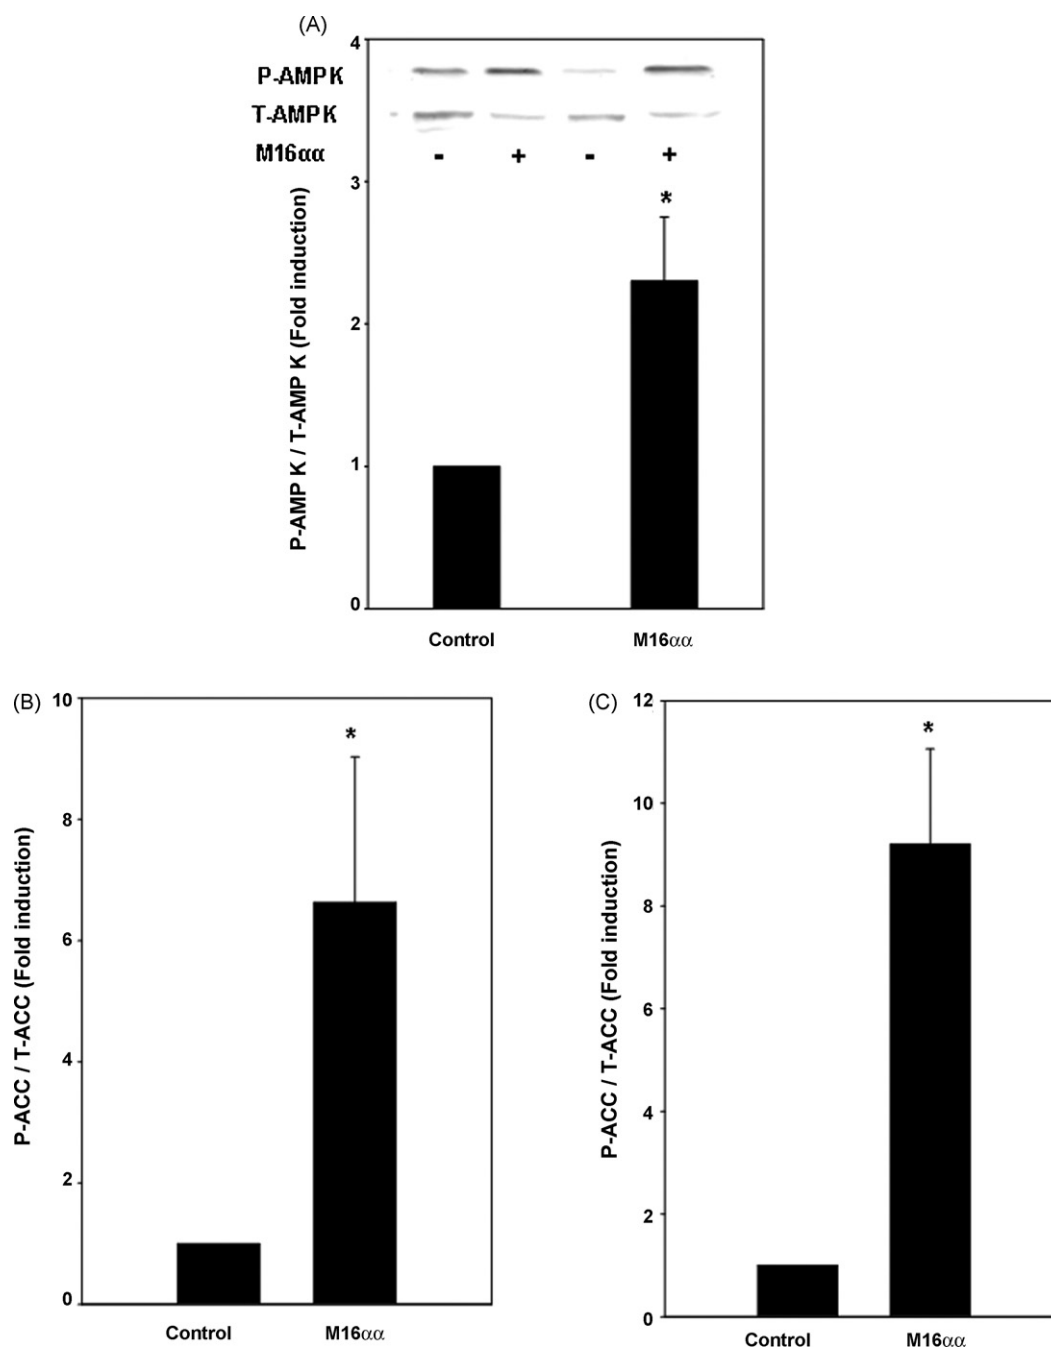 (A)
4
P-AMPK
T-AMPK
M16αα - + - +
3
*
2
1
0
P-AMP K / T-AMP K (Fold induction)
Control M16αα
(B)
10
*
8
6
4
2
0
P-ACC / T-ACC (Fold induction)
Control M16αα
(C)
12
*
10
8
6
4
2
0
P-ACC / T-ACC (Fold induction)
Control M16αα